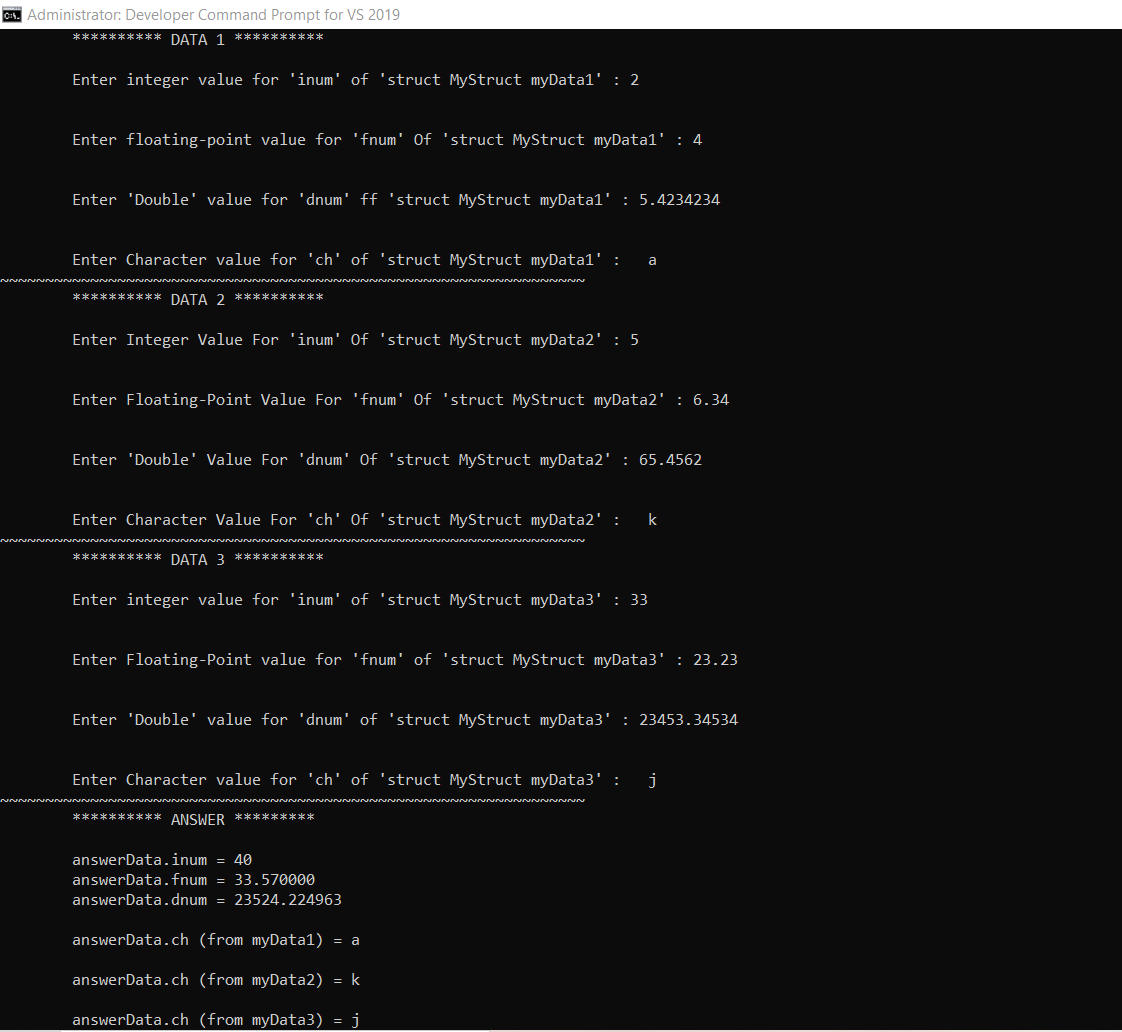 Administrator: Developer Command Prompt for VS 2019
********** DATA 1 **********
Enter integer value for 'inum' of 'struct MyStruct myData1' : 2
Enter floating-point value for 'fnum' Of 'struct MyStruct myData1' : 4
Enter 'Double' value for 'dnum' ff 'struct MyStruct myData1' : 5.4234234
Enter Character value for 'ch' of 'struct MyStruct myData1' :   a
~~~~~~~~~~~~~~~~~~~~~~~~~~~~~~~~~~~~~~~~~~~~~~~~~~~~~~~~~~~~~~~~~
********** DATA 2 **********
Enter Integer Value For 'inum' Of 'struct MyStruct myData2' : 5
Enter Floating-Point Value For 'fnum' Of 'struct MyStruct myData2' : 6.34
Enter 'Double' Value For 'dnum' Of 'struct MyStruct myData2' : 65.4562
Enter Character Value For 'ch' Of 'struct MyStruct myData2' :   k
~~~~~~~~~~~~~~~~~~~~~~~~~~~~~~~~~~~~~~~~~~~~~~~~~~~~~~~~~~~~~~~~~
********** DATA 3 **********
Enter integer value for 'inum' of 'struct MyStruct myData3' : 33
Enter Floating-Point value for 'fnum' of 'struct MyStruct myData3' : 23.23
Enter 'Double' value for 'dnum' of 'struct MyStruct myData3' : 23453.34534
Enter Character value for 'ch' of 'struct MyStruct myData3' :   j
~~~~~~~~~~~~~~~~~~~~~~~~~~~~~~~~~~~~~~~~~~~~~~~~~~~~~~~~~~~~~~~~~
********** ANSWER *********
answerData.inum = 40
answerData.fnum = 33.570000
answerData.dnum = 23524.224963
answerData.ch (from myData1) = a
answerData.ch (from myData2) = k
answerData.ch (from myData3) = j